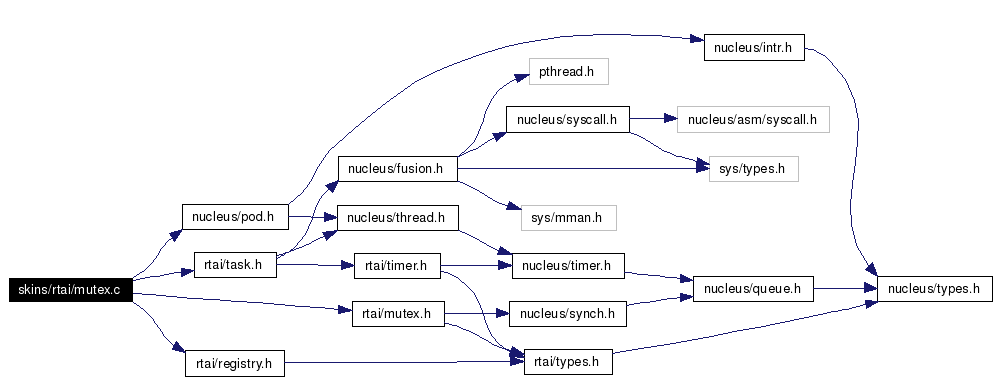 nucleus/intr.h
pthread.h
nucleus/syscall.h
nucleus/asm/syscall.h
nucleus/fusion.h
sys/types.h
nucleus/pod.h
nucleus/thread.h
sys/mman.h
rtai/task.h
rtai/timer.h
nucleus/timer.h
skins/rtai/mutex.c
nucleus/queue.h
nucleus/types.h
rtai/mutex.h
nucleus/synch.h
rtai/registry.h
rtai/types.h